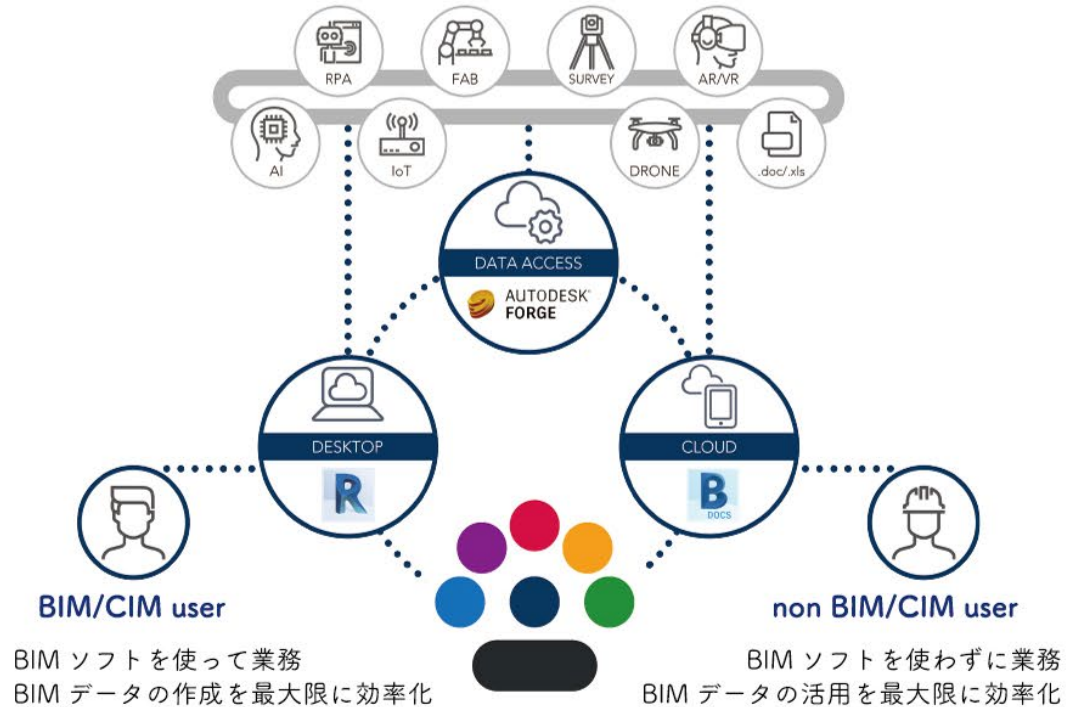 RPA
FAB
SURVEY
AR/VR
AI
IoT
DRONE
.doc/.xls
DATA ACCESS
AUTODESK®
FORGE
DESKTOP
R
CLOUD
B
DOCS
BIM/CIM user
BIM ソフトを使って業務
BIM データの作成を最大限に効率化
non BIM/CIM user
BIM ソフトを使わずに業務
BIM データの活用を最大限に効率化